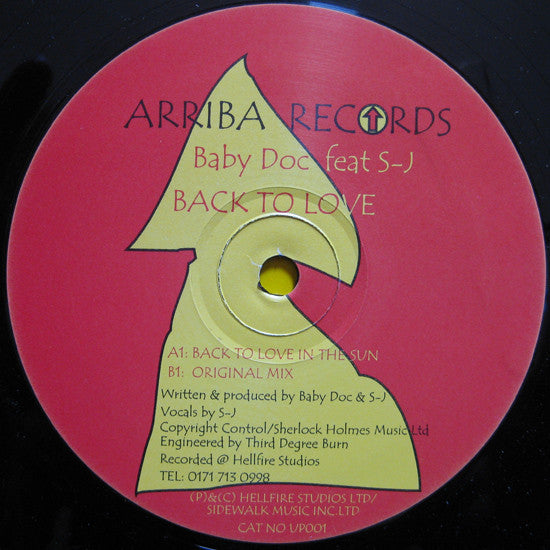 ARRIBA RECORDS
Baby Doc feat S-J
BACK TO LOVE
A1: BACK TO LOVE IN THE SUN
B1: ORIGINAL MIX
Written & produced by Baby Doc & S-J
Vocals by S-J
Copyright Control/Sherlock Holmes Music Ltd
Engineered by Third Degree Burn
Recorded @ Hellfire Studios
TEL: 0171 713 0998
(P)&(C) HELLFIRE STUDIOS LTD/
SIDEWALK MUSIC INC.LTD
CAT NO UP001